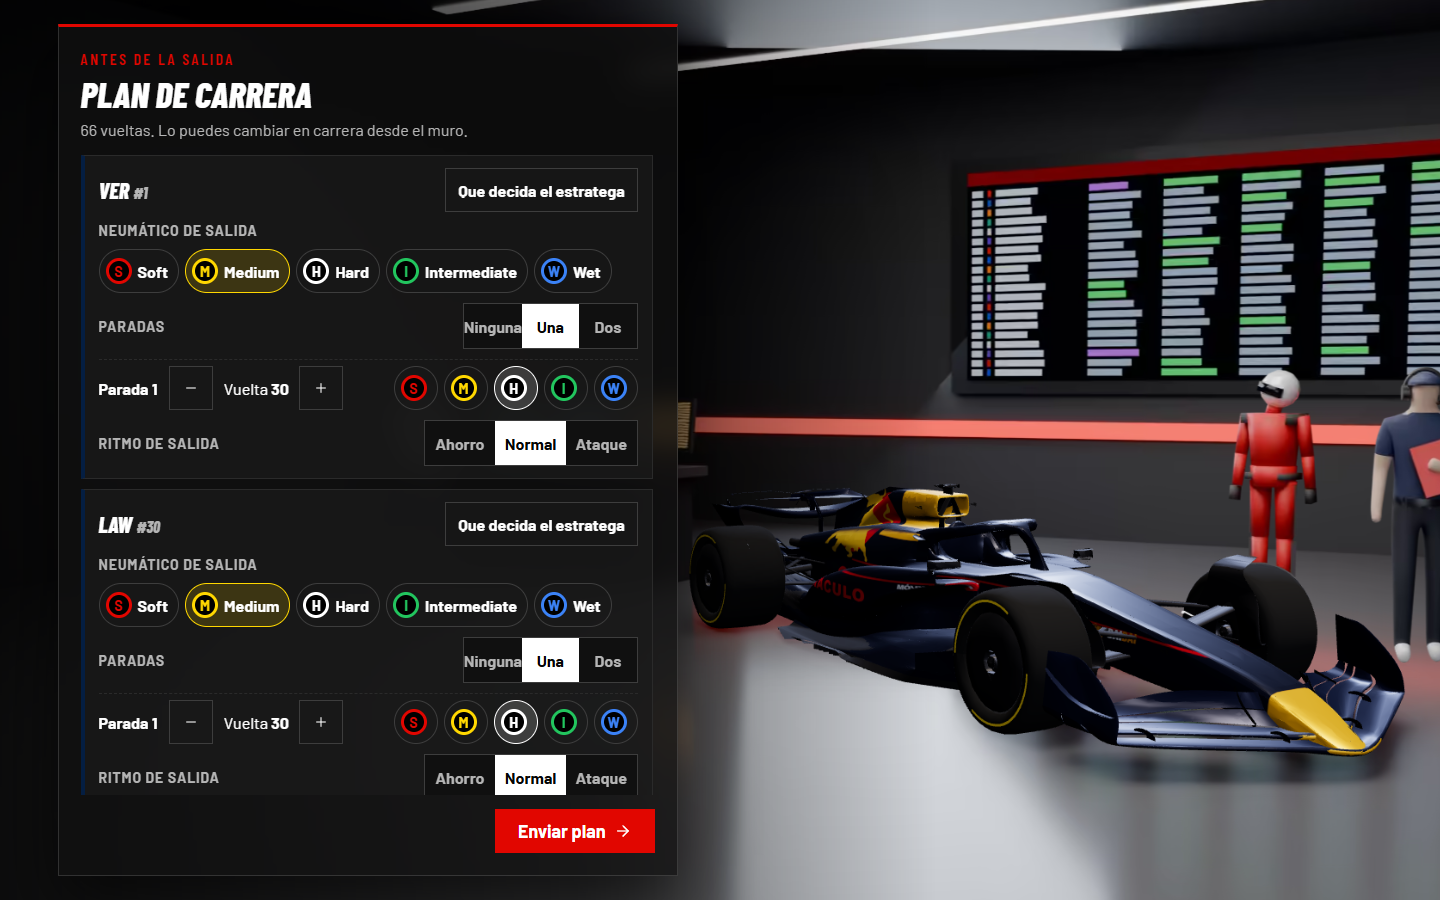 ANTES DE LA SALIDA
PLAN DE CARRERA
66 vueltas. Lo puedes cambiar en carrera desde el muro.
VER #1
Que decida el estratega
NEUMÁTICO DE SALIDA
S Soft M Medium H Hard I Intermediate W Wet
PARADAS
Ninguna Una Dos
Parada 1 − Vuelta 30 + S M H I W
RITMO DE SALIDA
Ahorro Normal Ataque
LAW #30
Que decida el estratega
NEUMÁTICO DE SALIDA
S Soft M Medium H Hard I Intermediate W Wet
PARADAS
Ninguna Una Dos
Parada 1 − Vuelta 30 + S M H I W
RITMO DE SALIDA
Ahorro Normal Ataque
Enviar plan →